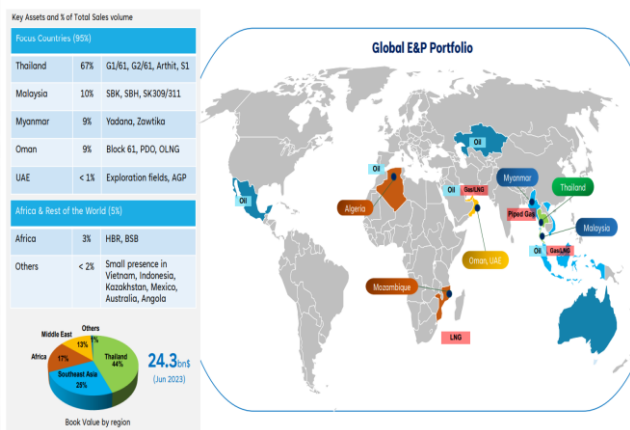 Key Assets and % of Total Sales volume
Focus Countries (95%)
Thailand 67% G1/61, G2/61, Arthit, S1
Malaysia 10% SBK, SBH, SK309/311
Myanmar 9% Yadana, Zawtika
Oman 9% Block 61, PDO, OLNG
UAE < 1% Exploration fields, AGP
Africa & Rest of the World (5%)
Africa 3% HBR, BSB
Others < 2% Small presence in
Vietnam, Indonesia,
Kazakhstan, Mexico,
Australia, Angola
Others
Middle East
13%
Africa
17%
Thailand
44%
Southeast Asia
25%
24.3bn$
(Jun 2023)
Book Value by region
Global E&P Portfolio
Oil
Oil
Oil
Algeria
Oil
Gas/LNG
Myanmar
Thailand
Piped Gas
Malaysia
Oil
Gas/LNG
Oman, UAE
Mozambique
LNG